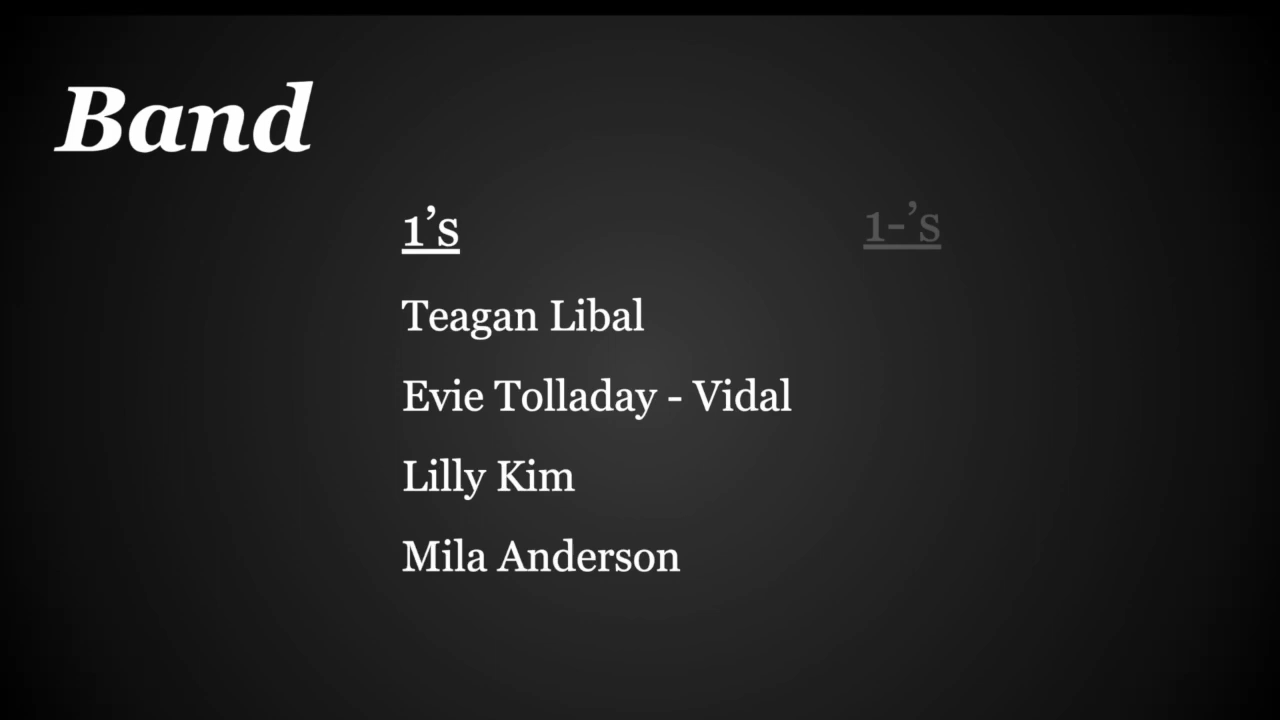 Band
1’s
1-’s
Teagan Libal
Evie Tolladay - Vidal
Lilly Kim
Mila Anderson